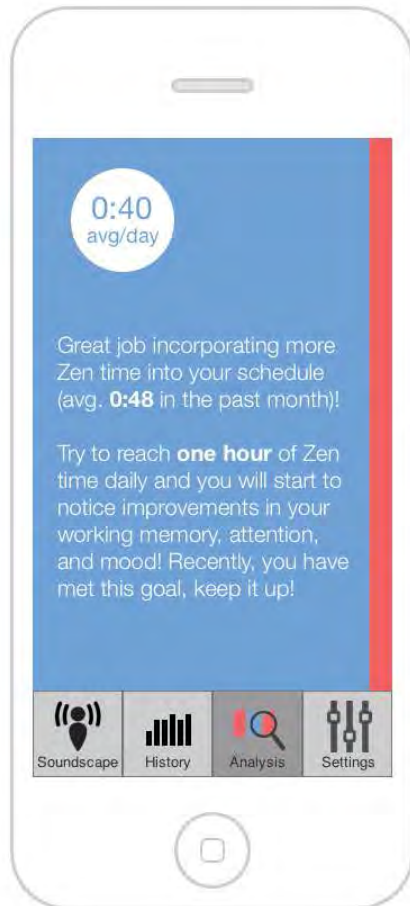 0:40
avg/day
Great job incorporating more
Zen time into your schedule
(avg. 0:48 in the past month)!
Try to reach one hour of Zen
time daily and you will start to
notice improvements in your
working memory, attention,
and mood! Recently, you have
met this goal, keep it up!
Soundscape History Analysis Settings